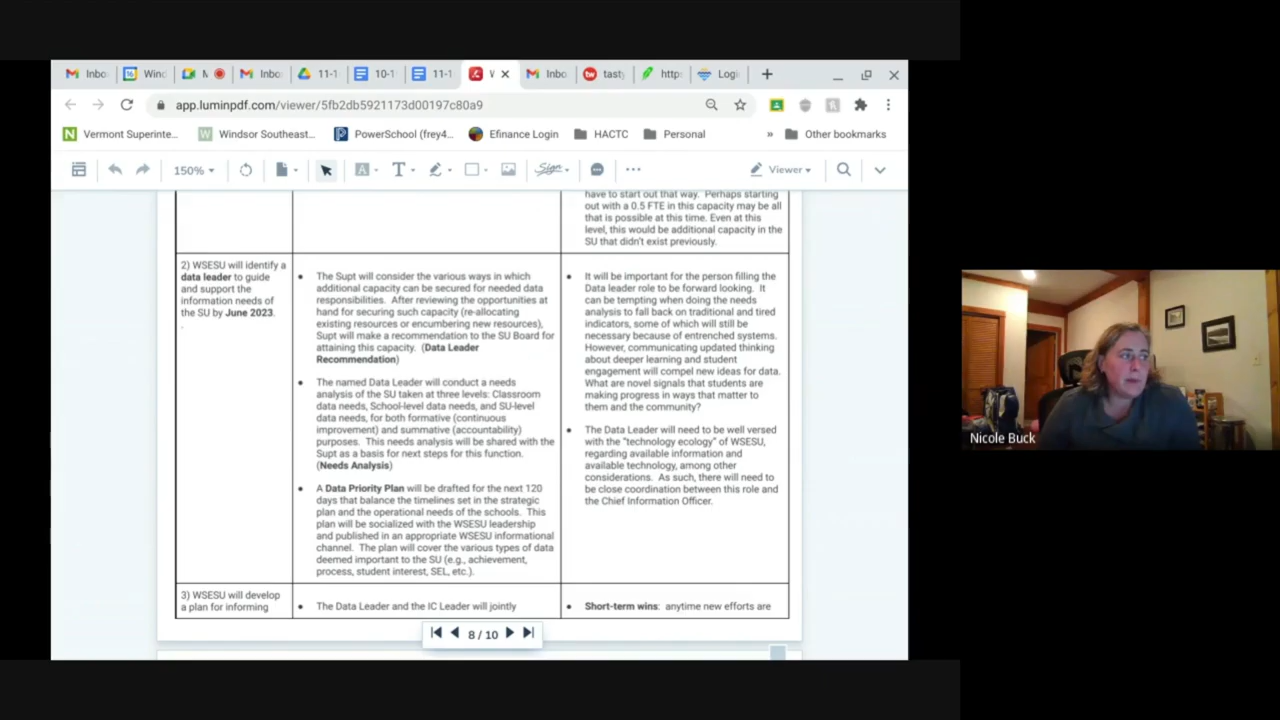 Inbo
Winc
M
Inbo
11-1
10-1
11-1
V
Inbo
tasty
http:
Logi
app.luminpdf.com/viewer/5fb2db5921173d00197c80a9
Vermont Superinte...
Windsor Southeast...
PowerSchool (frey4...
Efinance Login
HACTC
Personal
»
Other bookmarks
150%
A
T
Sign
Viewer
have to start out that way. Perhaps starting
out with a 0.5 FTE in this capacity may be all
that is possible at this time. Even at this
level, this would be additional capacity in the
SU that didn't exist previously.
2) WSESU will identify a
data leader to guide
and support the
information needs of
the SU by June 2023.
.
• The Supt will consider the various ways in which
additional capacity can be secured for needed data
responsibilities. After reviewing the opportunities at
hand for securing such capacity (re-allocating
existing resources or encumbering new resources),
Supt will make a recommendation to the SU Board for
attaining this capacity. (Data Leader
Recommendation)
• The named Data Leader will conduct a needs
analysis of the SU taken at three levels: Classroom
data needs, School-level data needs, and SU-level
data needs, for both formative (continuous
improvement) and summative (accountability)
purposes. This needs analysis will be shared with the
Supt as a basis for next steps for this function.
(Needs Analysis)
• A Data Priority Plan will be drafted for the next 120
days that balance the timelines set in the strategic
plan and the operational needs of the schools. This
plan will be socialized with the WSESU leadership
and published in an appropriate WSESU informational
channel. The plan will cover the various types of data
deemed important to the SU (e.g., achievement,
process, student interest, SEL, etc.).
• It will be important for the person filling the
Data leader role to be forward looking. It
can be tempting when doing the needs
analysis to fall back on traditional and tired
indicators, some of which will still be
necessary because of entrenched systems.
However, communicating updated thinking
about deeper learning and student
engagement will compel new ideas for data.
What are novel signals that students are
making progress in ways that matter to
them and the community?
• The Data Leader will need to be well versed
with the "technology ecology" of WSESU,
regarding available information and
available technology, among other
considerations. As such, there will need to
be close coordination between this role and
the Chief Information Officer.
3) WSESU will develop
a plan for informing
• The Data Leader and the IC Leader will jointly
• Short-term wins: anytime new efforts are
8 / 10
Nicole Buck